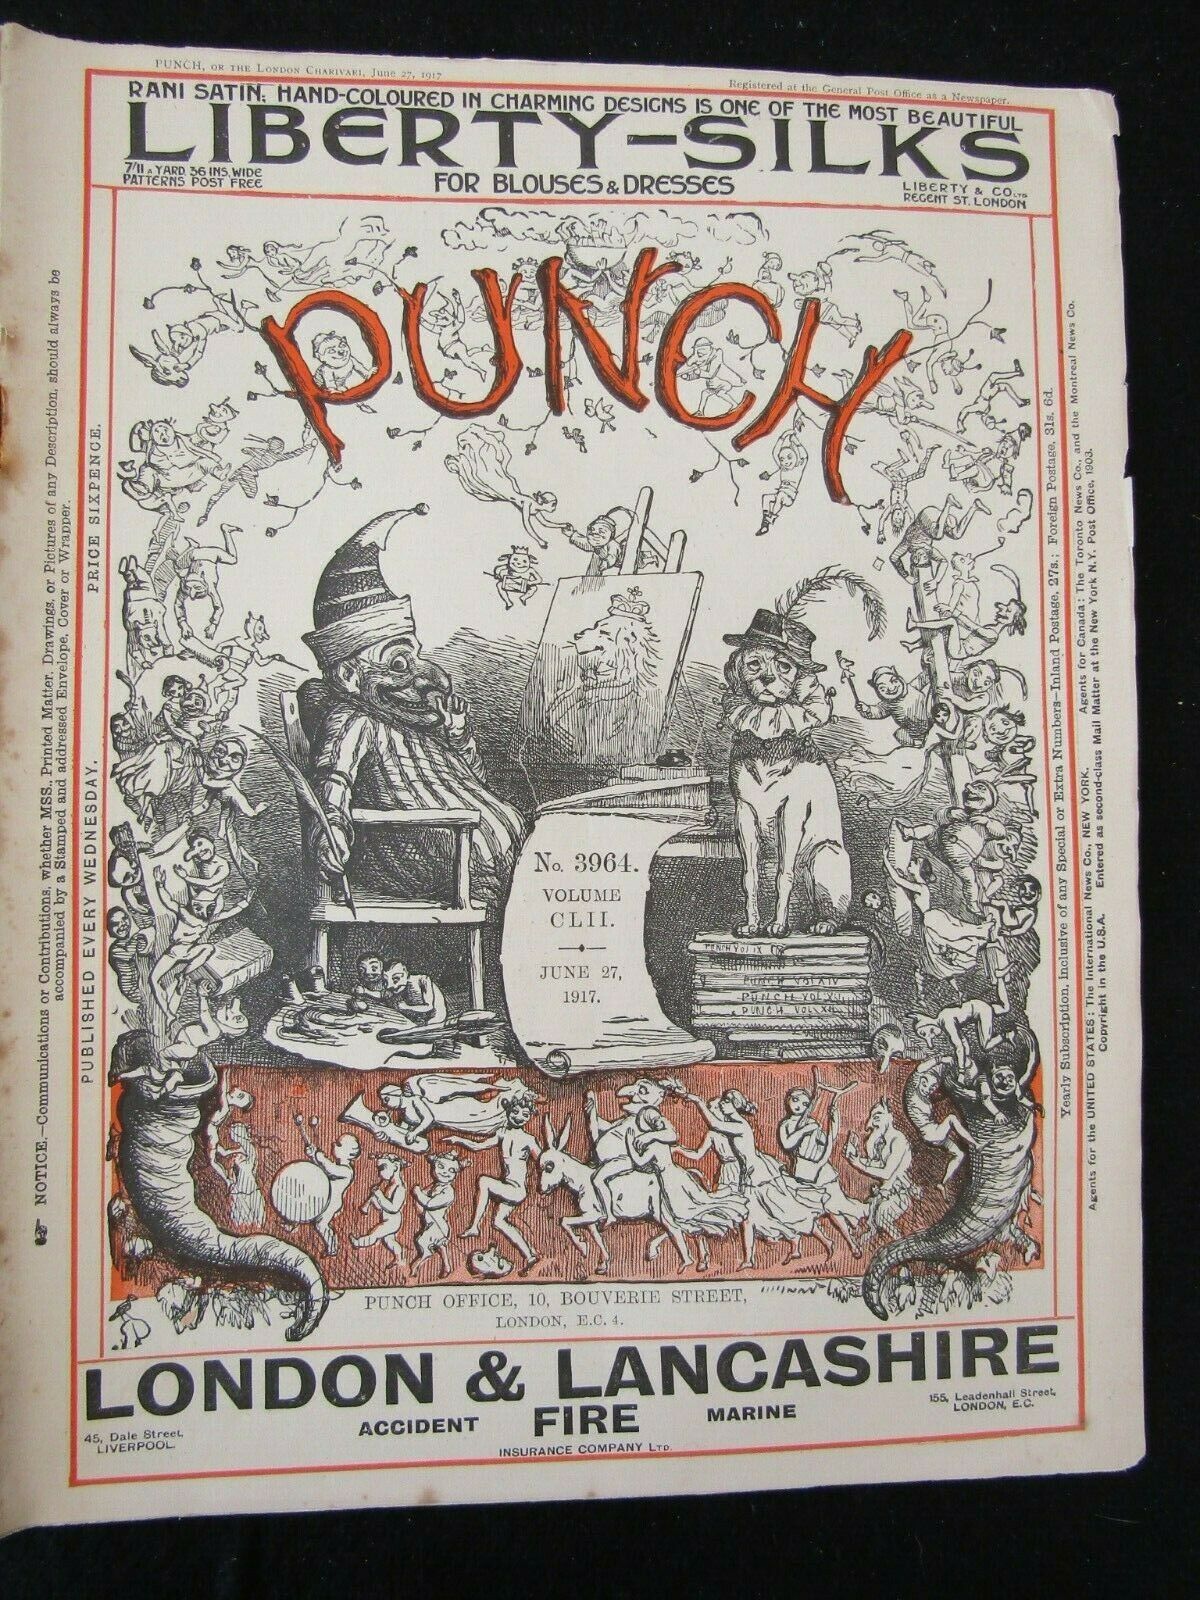 PUNCH, OR THE LONDON CHARIVARI, June 27, 1917
Registered at the General Post Office as a Newspaper.
RANI SATIN, HAND-COLOURED IN CHARMING DESIGNS IS ONE OF THE MOST BEAUTIFUL
LIBERTY-SILKS
7/11 A YARD 36 INS. WIDE
PATTERNS POST FREE
FOR BLOUSES & DRESSES
LIBERTY & CO. LTD
REGENT ST. LONDON
PUNCH
NOTICE.—Communications or Contributions, whether MSS. Printed Matter, Drawings, or Pictures of any Description, should always be
accompanied by a Stamped and addressed Envelope, Cover or Wrapper.
PUBLISHED EVERY WEDNESDAY.
PRICE SIXPENCE.
No. 3964.
VOLUME
CLII.
JUNE 27,
1917.
PUNCH VOL IX
PUNCH VOL XIV
PUNCH VOL XII
Yearly Subscription, inclusive of any Special or Extra Numbers—Inland Postage, 27s.; Foreign Postage, 31s. 6d.
Agents for the UNITED STATES: The International News Co., NEW YORK. Agents for Canada: The Toronto News Co., and the Montreal News Co.
Copyright in the U.S.A. Entered as second-class Mail Matter at the New York N.Y. Post Office, 1903.
PUNCH OFFICE, 10, BOUVERIE STREET,
LONDON, E.C. 4.
LONDON & LANCASHIRE
45, Dale Street,
LIVERPOOL.
ACCIDENT FIRE MARINE
155, Leadenhall Street,
LONDON, E.C.
INSURANCE COMPANY LTD.